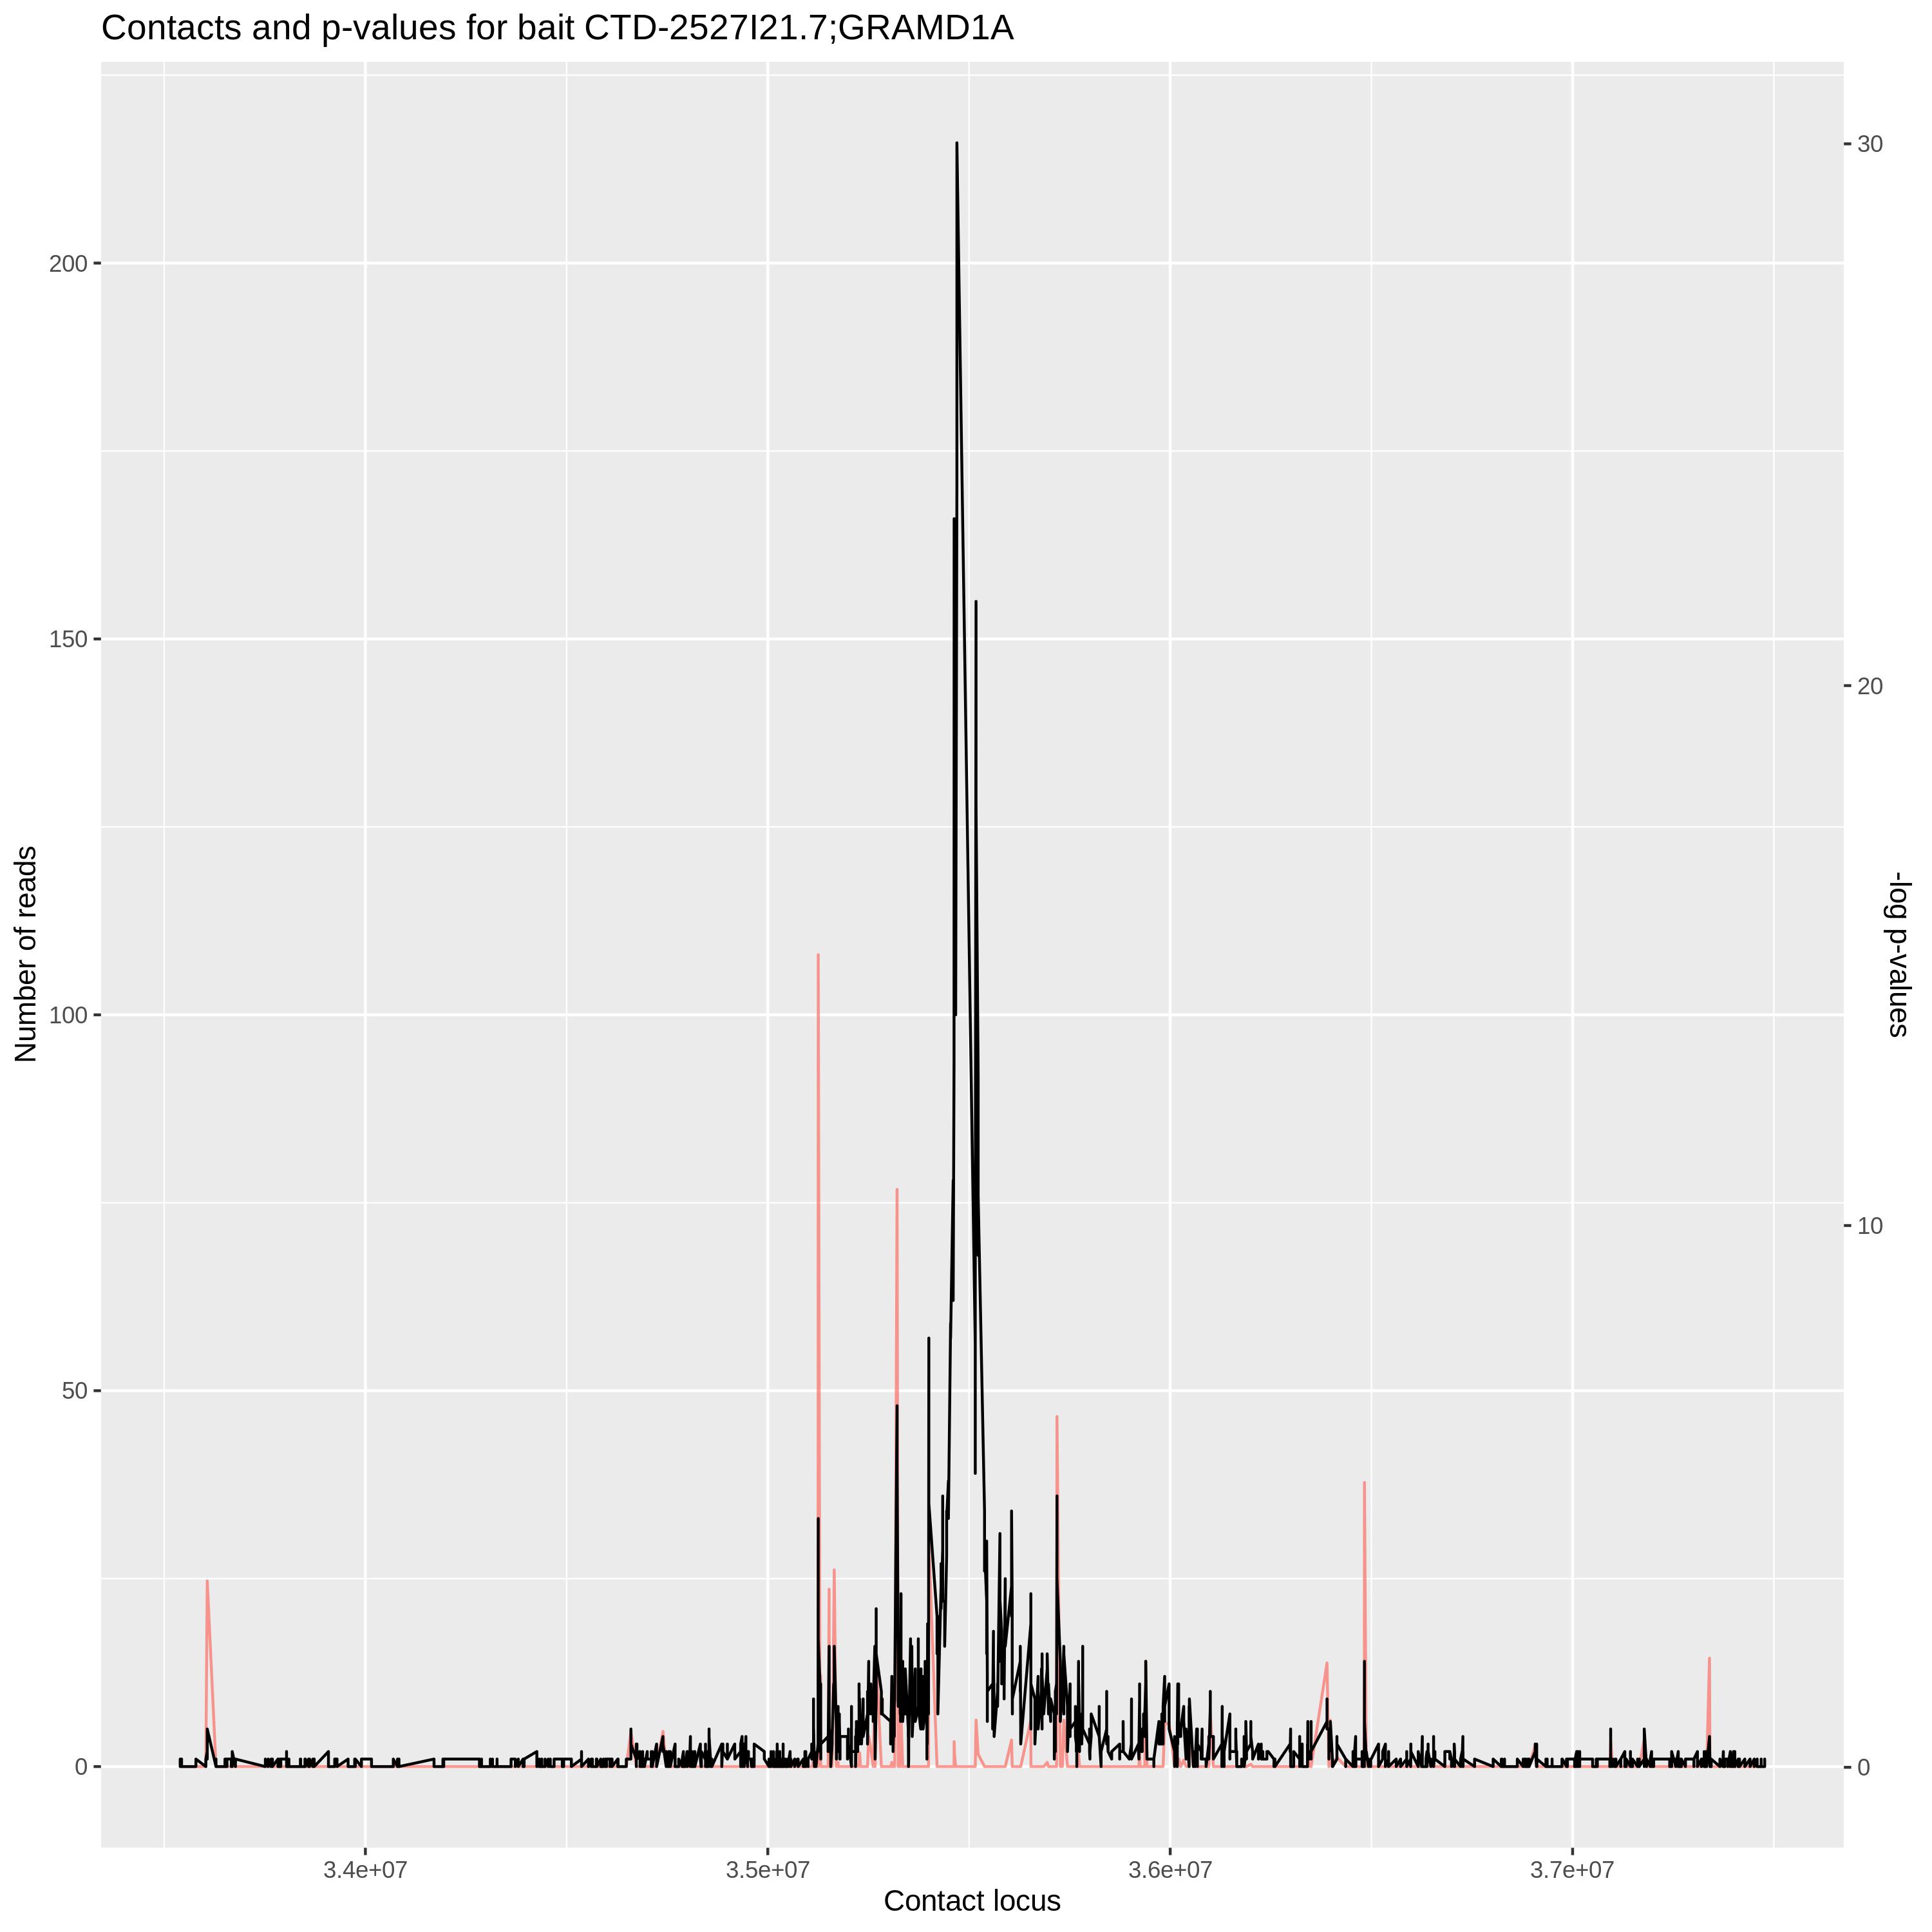 Contacts and p-values for bait CTD-2527I21.7;GRAMD1A
Number of reads
200
150
100
50
0
30
20
10
0
-log p-values
3.4e+07 3.5e+07 3.6e+07 3.7e+07
Contact locus